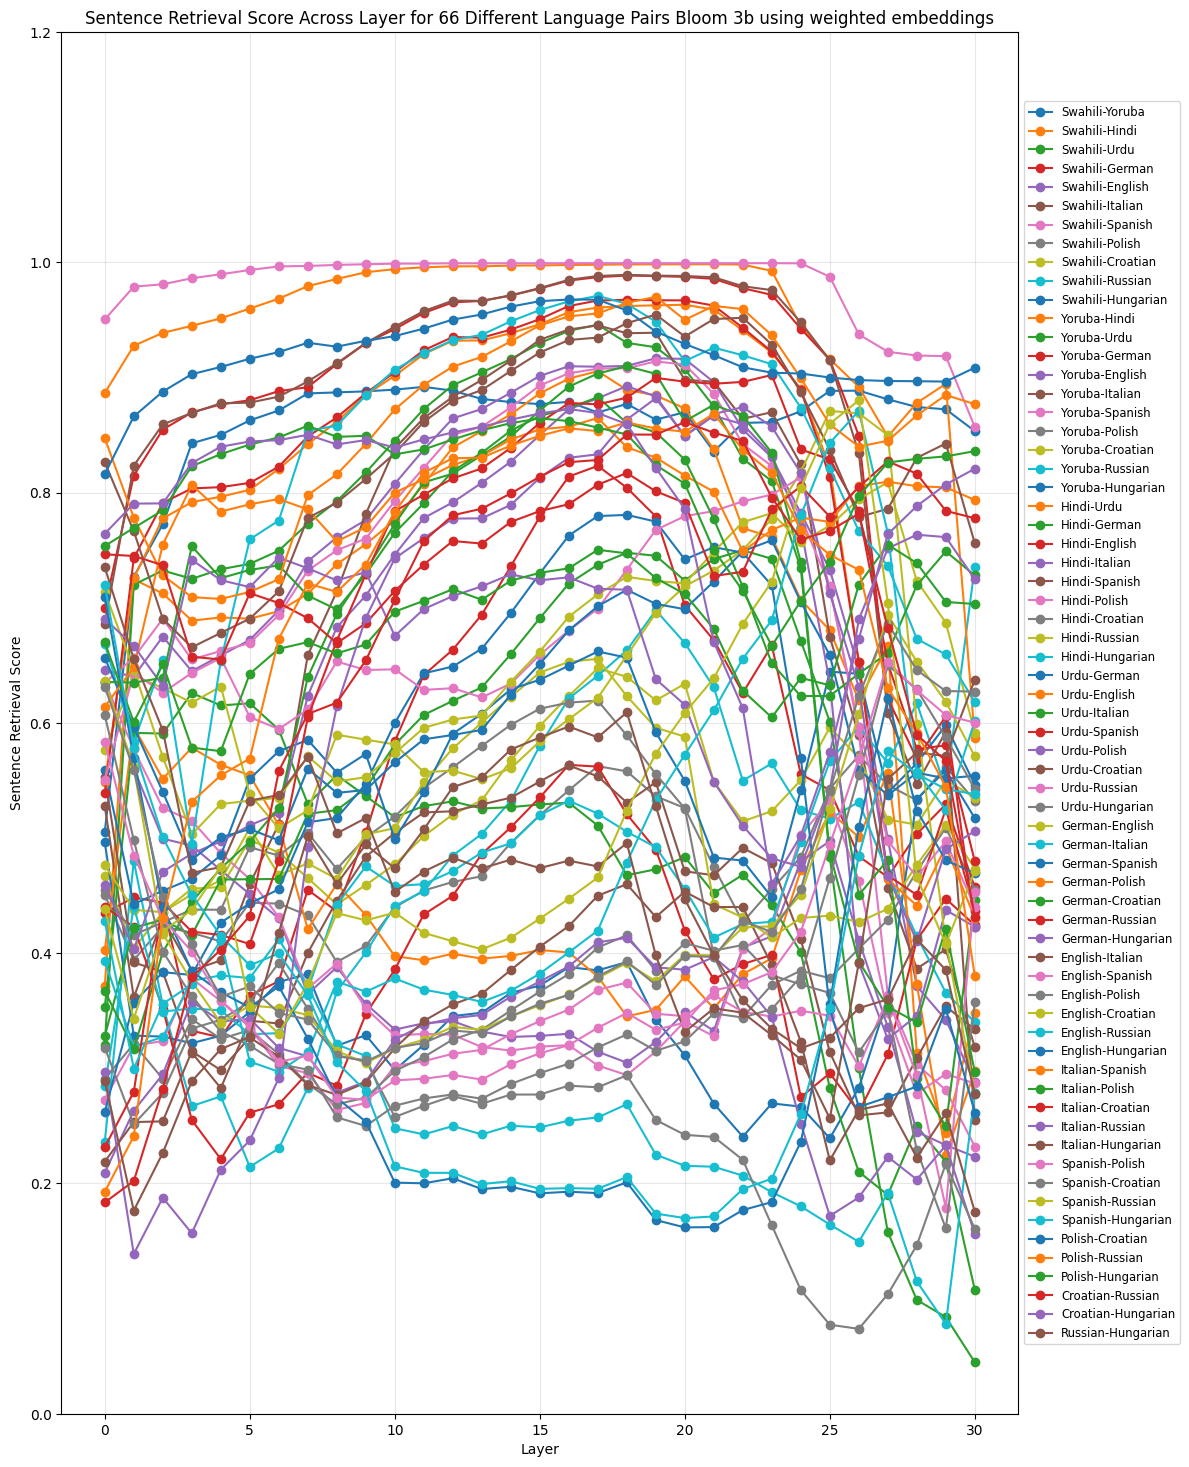 Sentence Retrieval Score Across Layer for 66 Different Language Pairs Bloom 3b using weighted embeddings
Sentence Retrieval Score
1.2
1.0
0.8
0.6
0.4
0.2
0.0
0
5
10
15
20
25
30
Layer
Swahili-Yoruba
Swahili-Hindi
Swahili-Urdu
Swahili-German
Swahili-English
Swahili-Italian
Swahili-Spanish
Swahili-Polish
Swahili-Croatian
Swahili-Russian
Swahili-Hungarian
Yoruba-Hindi
Yoruba-Urdu
Yoruba-German
Yoruba-English
Yoruba-Italian
Yoruba-Spanish
Yoruba-Polish
Yoruba-Croatian
Yoruba-Russian
Yoruba-Hungarian
Hindi-Urdu
Hindi-German
Hindi-English
Hindi-Italian
Hindi-Spanish
Hindi-Polish
Hindi-Croatian
Hindi-Russian
Hindi-Hungarian
Urdu-German
Urdu-English
Urdu-Italian
Urdu-Spanish
Urdu-Polish
Urdu-Croatian
Urdu-Russian
Urdu-Hungarian
German-English
German-Italian
German-Spanish
German-Polish
German-Croatian
German-Russian
German-Hungarian
English-Italian
English-Spanish
English-Polish
English-Croatian
English-Russian
English-Hungarian
Italian-Spanish
Italian-Polish
Italian-Croatian
Italian-Russian
Italian-Hungarian
Spanish-Polish
Spanish-Croatian
Spanish-Russian
Spanish-Hungarian
Polish-Croatian
Polish-Russian
Polish-Hungarian
Croatian-Russian
Croatian-Hungarian
Russian-Hungarian